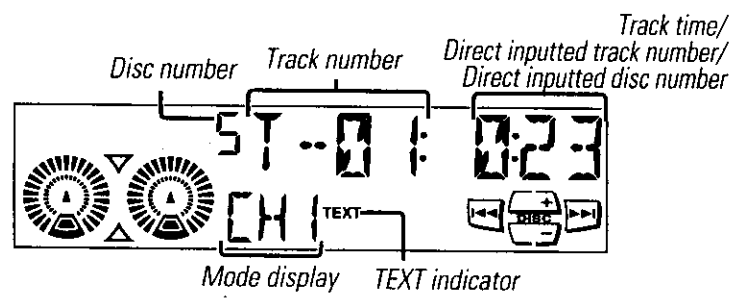 Track time/
Direct inputted track number/
Direct inputted disc number
Disc number
Track number
5 T--01: 0:23
CH1 TEXT
+
DISC
−
Mode display
TEXT indicator